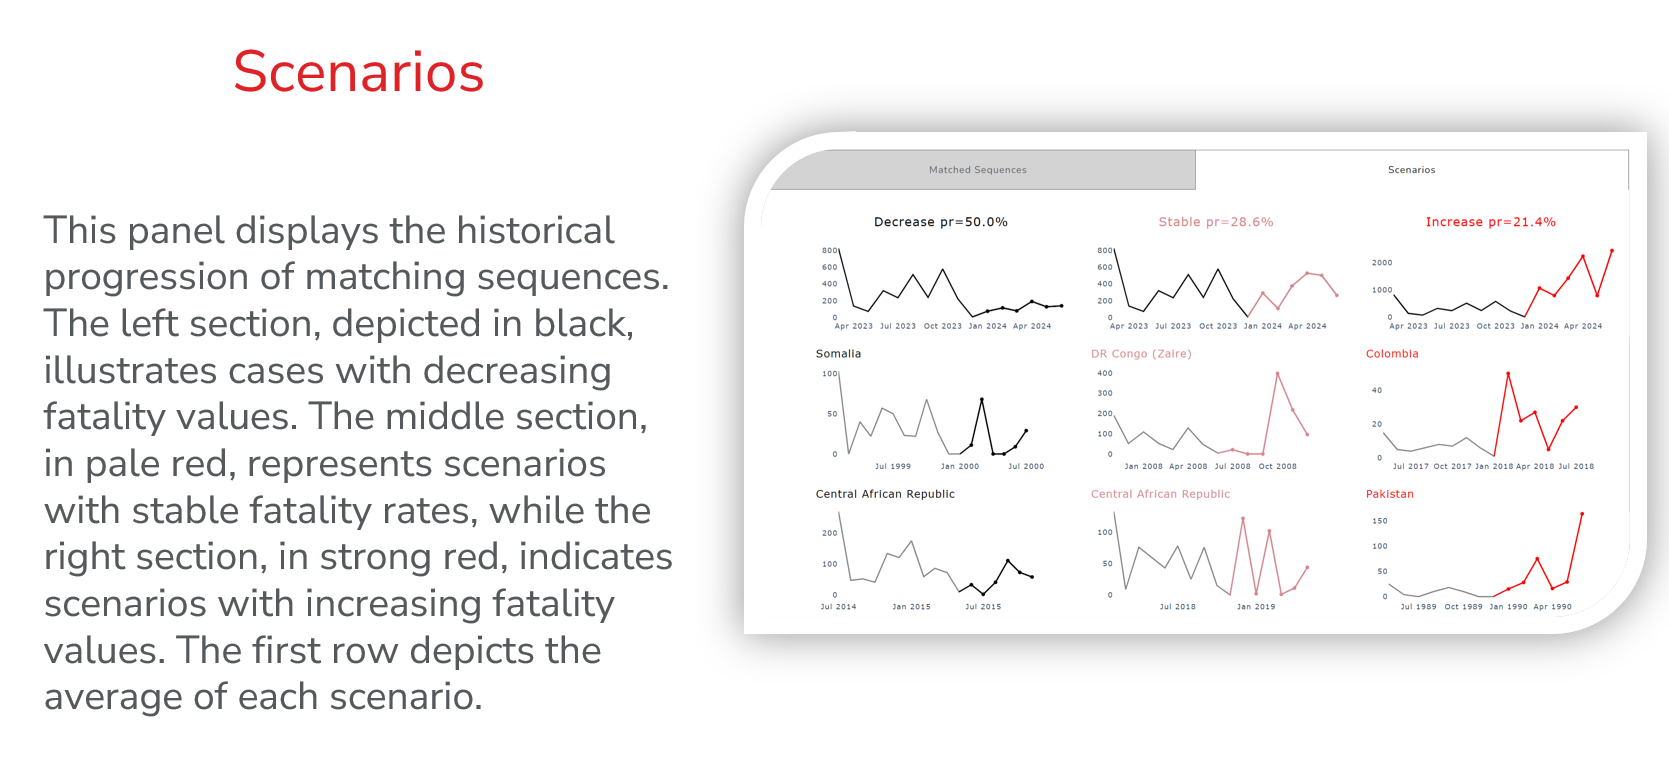 Scenarios
This panel displays the historical
progression of matching sequences.
The left section, depicted in black,
illustrates cases with decreasing
fatality values. The middle section,
in pale red, represents scenarios
with stable fatality rates, while the
right section, in strong red, indicates
scenarios with increasing fatality
values. The first row depicts the
average of each scenario.
Matched Sequences
Scenarios
Decrease pr=50.0%
800
600
400
200
0
Apr 2023 Jul 2023 Oct 2023 Jan 2024 Apr 2024
Stable pr=28.6%
800
600
400
200
0
Apr 2023 Jul 2023 Oct 2023 Jan 2024 Apr 2024
Increase pr=21.4%
2000
1000
0
Apr 2023 Jul 2023 Oct 2023 Jan 2024 Apr 2024
Somalia
100
50
0
Jul 1999 Jan 2000 Jul 2000
DR Congo (Zaire)
400
300
200
100
0
Jan 2008 Apr 2008 Jul 2008 Oct 2008
Colombia
40
20
0
Jul 2017 Oct 2017 Jan 2018 Apr 2018 Jul 2018
Central African Republic
200
100
0
Jul 2014 Jan 2015 Jul 2015
Central African Republic
100
50
0
Jul 2018 Jan 2019
Pakistan
150
100
50
0
Jul 1989 Oct 1989 Jan 1990 Apr 1990